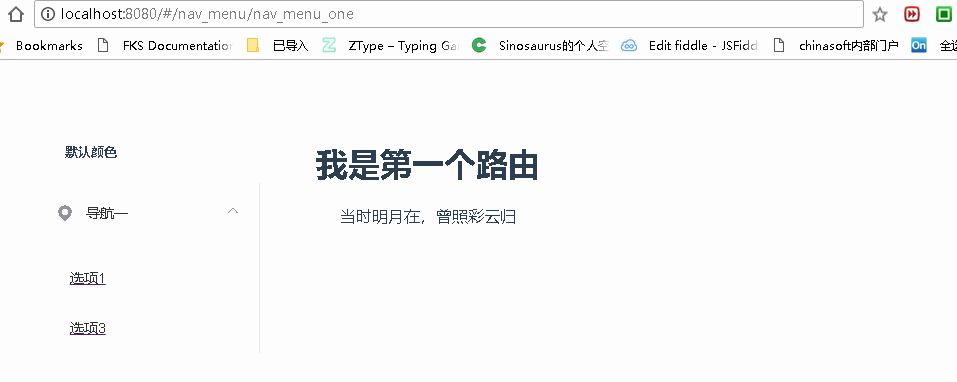 localhost:8080/#/nav_menu/nav_menu_one
Bookmarks FKS Documentation 已导入 ZType – Typing Ga Sinosaurus的个人空 Edit fiddle - JSFidd chinasoft内部门户 On 全运
默认颜色
我是第一个路由
导航一
当时明月在，曾照彩云归
选项1
选项3